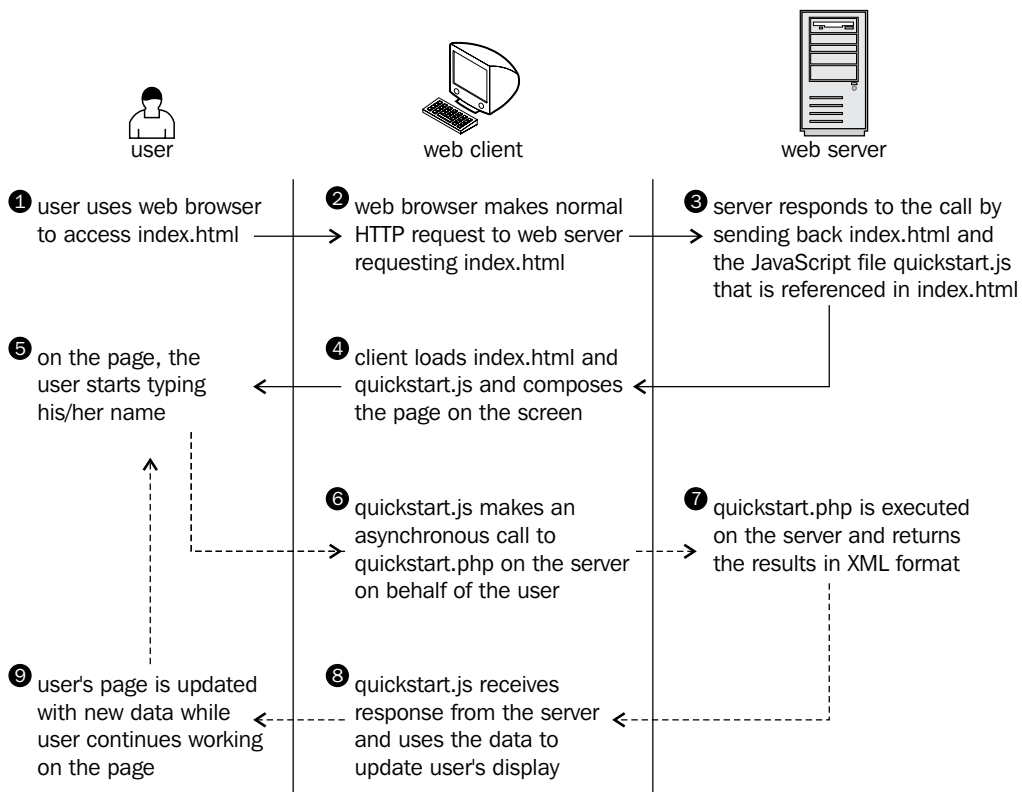 user
web client
web server
1 user uses web browser
to access index.html
2 web browser makes normal
HTTP request to web server
requesting index.html
3 server responds to the call by
sending back index.html and
the JavaScript file quickstart.js
that is referenced in index.html
4 client loads index.html and
quickstart.js and composes
the page on the screen
5 on the page, the
user starts typing
his/her name
6 quickstart.js makes an
asynchronous call to
quickstart.php on the server
on behalf of the user
7 quickstart.php is executed
on the server and returns
the results in XML format
8 quickstart.js receives
response from the server
and uses the data to
update user's display
9 user's page is updated
with new data while
user continues working
on the page